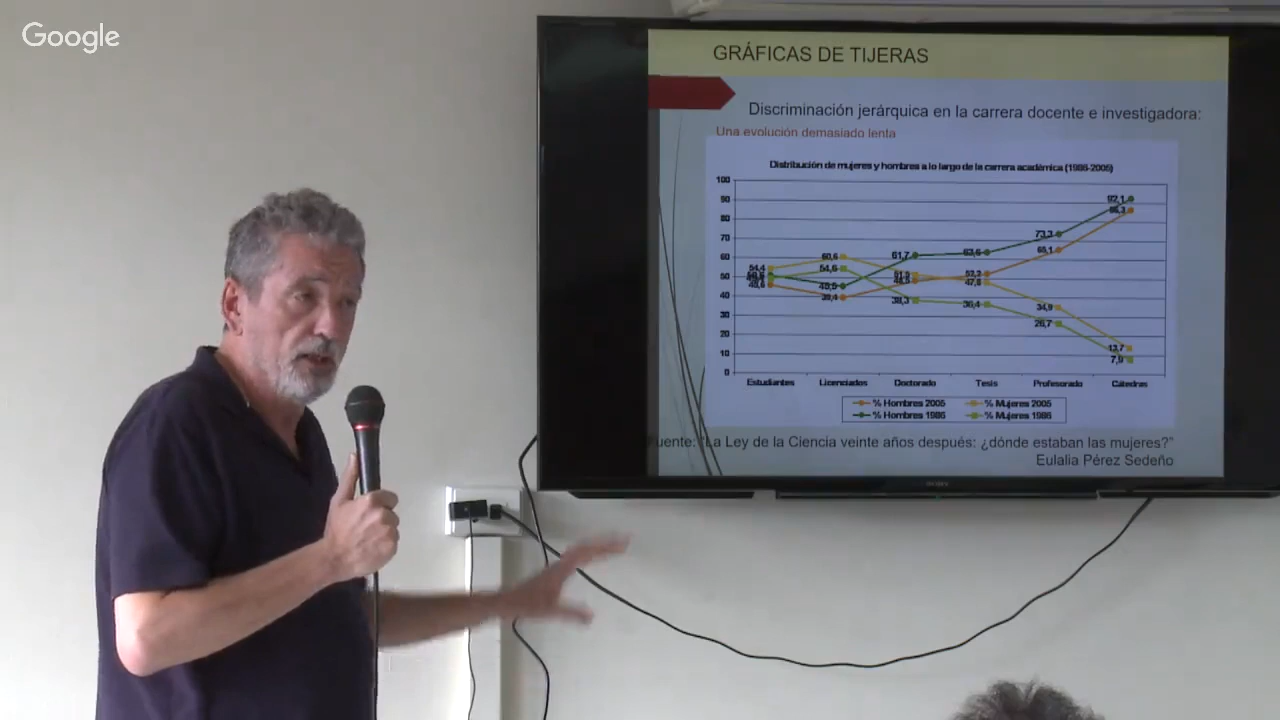 Google
GRÁFICAS DE TIJERAS
Discriminación jerárquica en la carrera docente e investigadora:
Una evolución demasiado lenta
Distribución de mujeres y hombres a lo largo de la carrera académica (1986-2005)
100
90
80
70
60
50
40
30
20
10
0
54,4
60,6
54,6
39,4
61,7
38,3
63,6
53,2
47,8
36,4
73,3
65,1
34,9
26,7
92,1
13,7
7,9
Estudiantes Licenciados Doctorado Tesis Profesorado Cátedras
% Hombres 2005 % Mujeres 2005
% Hombres 1986 % Mujeres 1986
uente: "La Ley de la Ciencia veinte años después: ¿dónde estaban las mujeres?"
Eulalia Pérez Sedeño
SONY